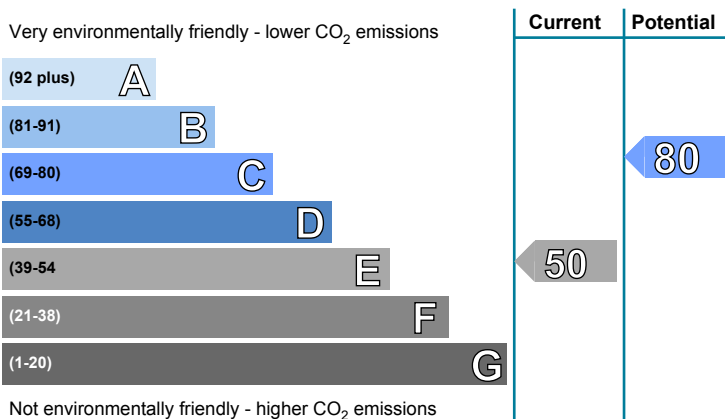 Very environmentally friendly - lower CO2 emissions
Current
Potential
(92 plus) A
(81-91) B
(69-80) C
80
(55-68) D
(39-54 E
50
(21-38) F
(1-20) G
Not environmentally friendly - higher CO2 emissions